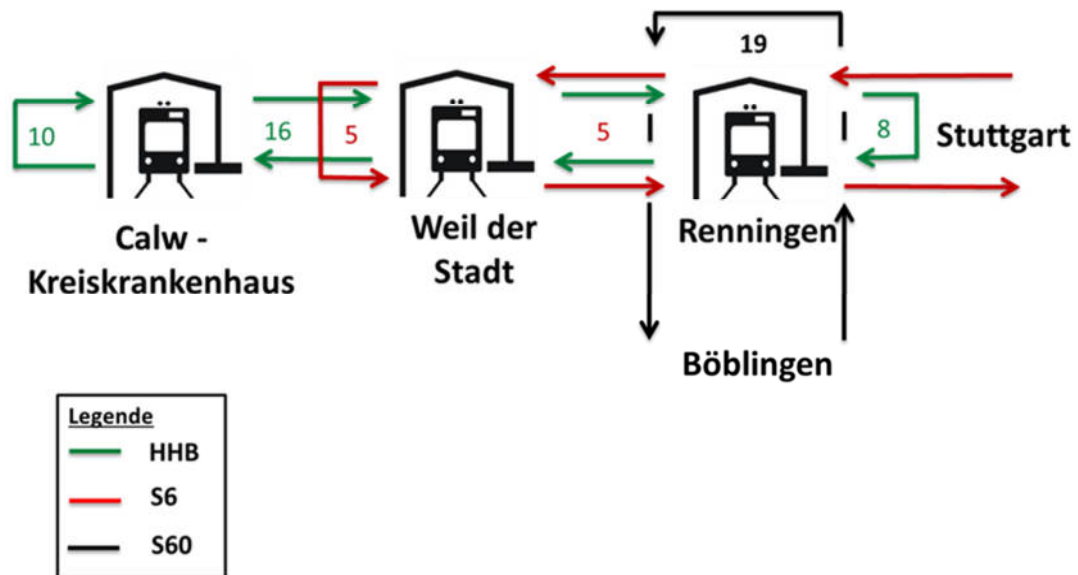 19
10
16
5
5
8
Stuttgart
Calw -
Kreiskrankenhaus
Weil der
Stadt
Renningen
Böblingen
Legende
HHB
S6
S60